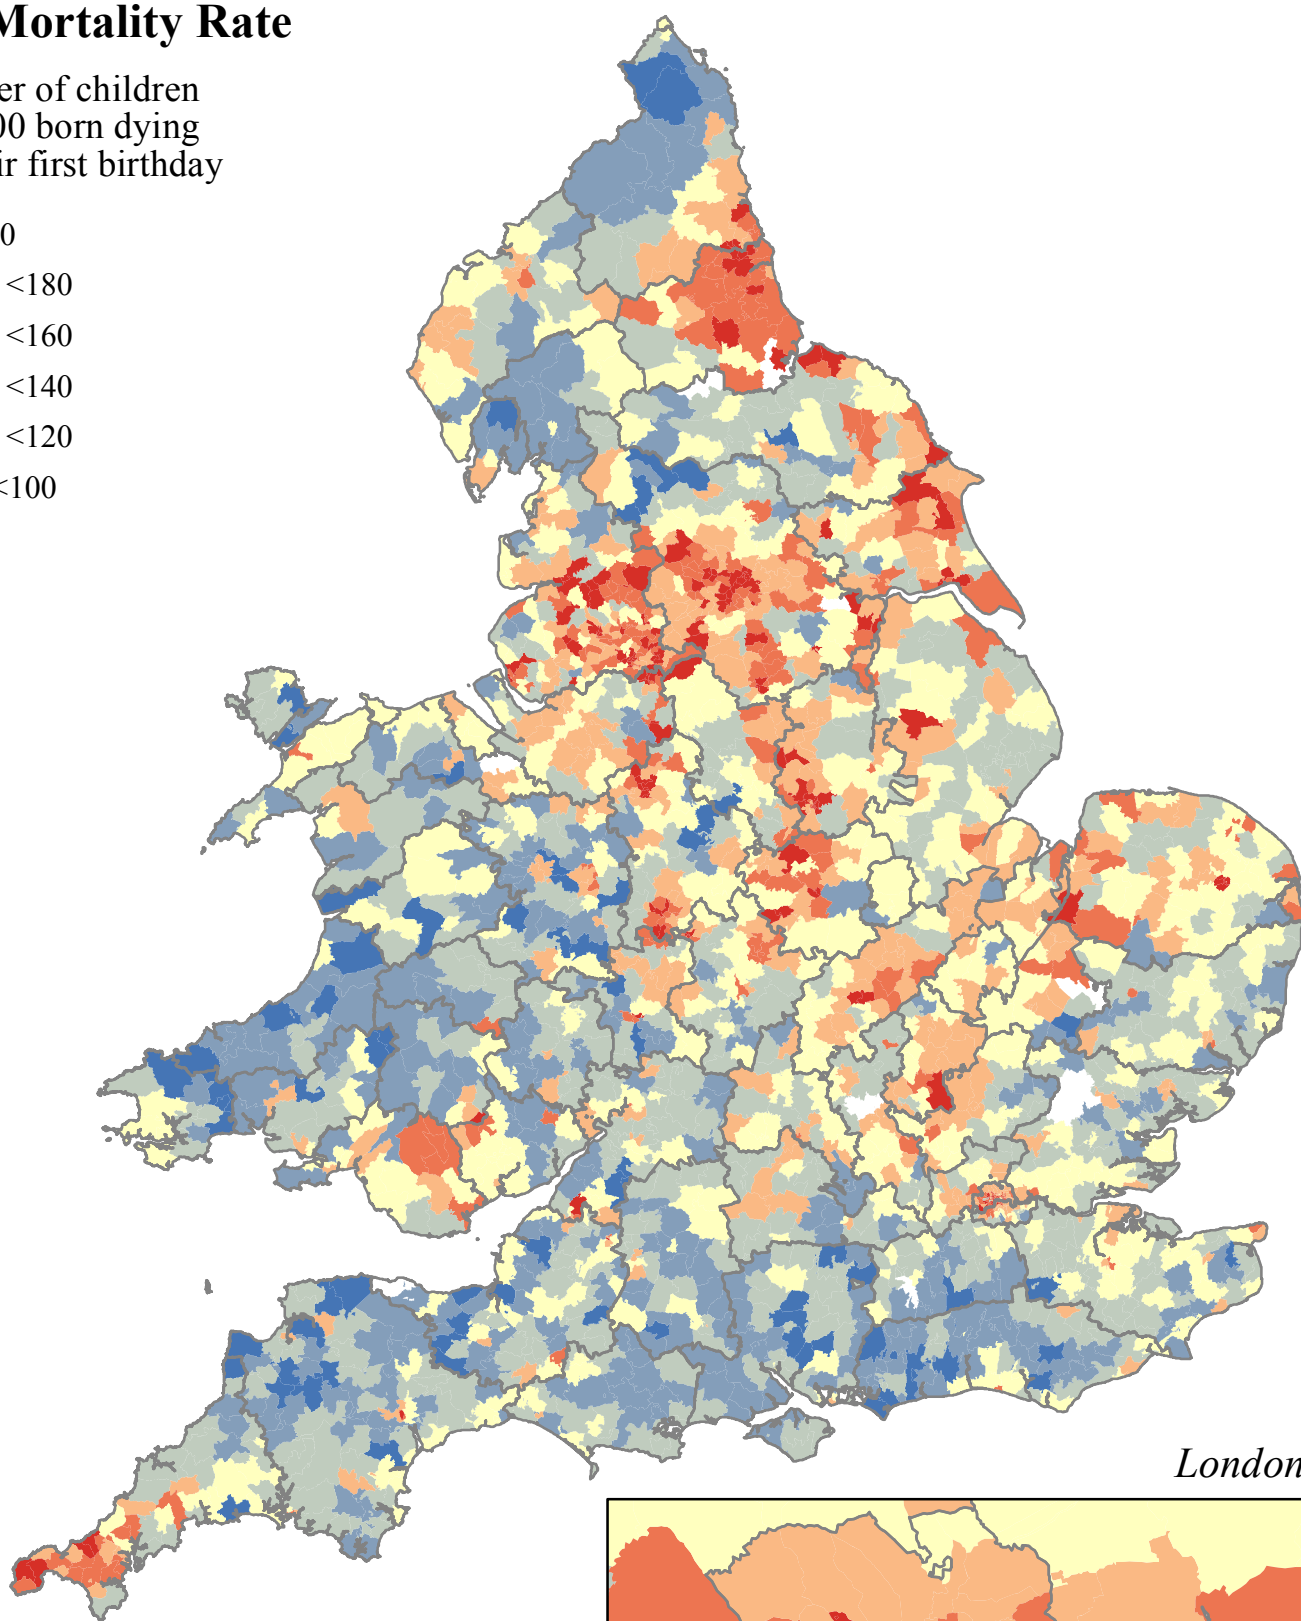 Mortality Rate
er of children
00 born dying
ir first birthday
0
<180
<160
<140
<120
<100
London